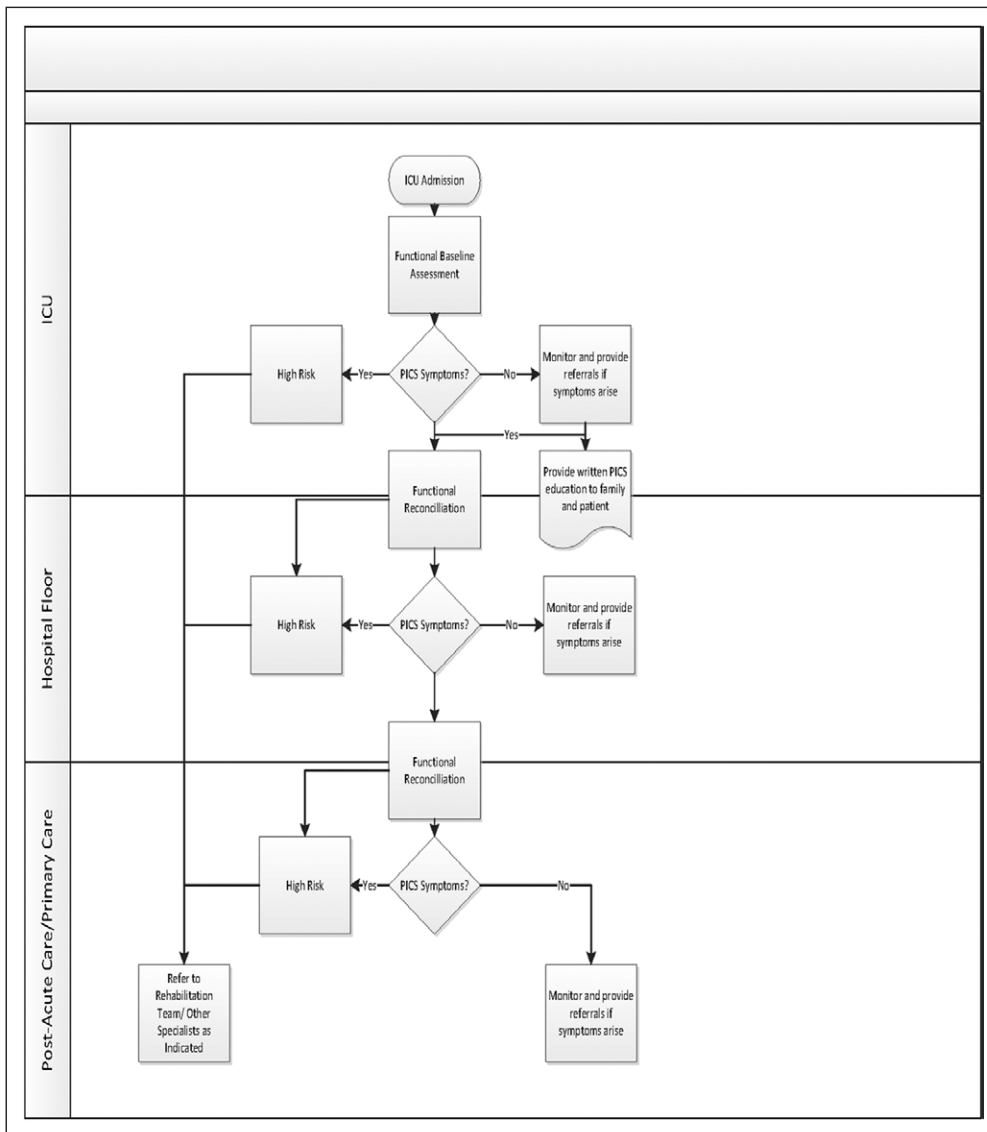 ICU
ICU Admission
Functional Baseline
Assessment
High Risk
Yes
PICS Symptoms?
No
Monitor and provide
referrals if
symptoms arise
Yes
Functional
Reconcilliation
Provide written PICS
education to family
and patient
Hospital Floor
High Risk
Yes
PICS Symptoms?
No
Monitor and provide
referrals if
symptoms arise
Functional
Reconcilliation
Post-Acute Care/Primary Care
High Risk
Yes
PICS Symptoms?
No
Refer to
Rehabilitation
Team/ Other
Specialists as
Indicated
Monitor and provide
referrals if
symptoms arise